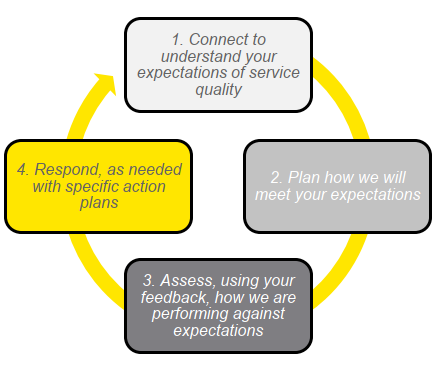 1. Connect to
understand your
expectations of service
quality
2. Plan how we will
meet your expectations
3. Assess, using your
feedback, how we are
performing against
expectations
4. Respond, as needed
with specific action
plans